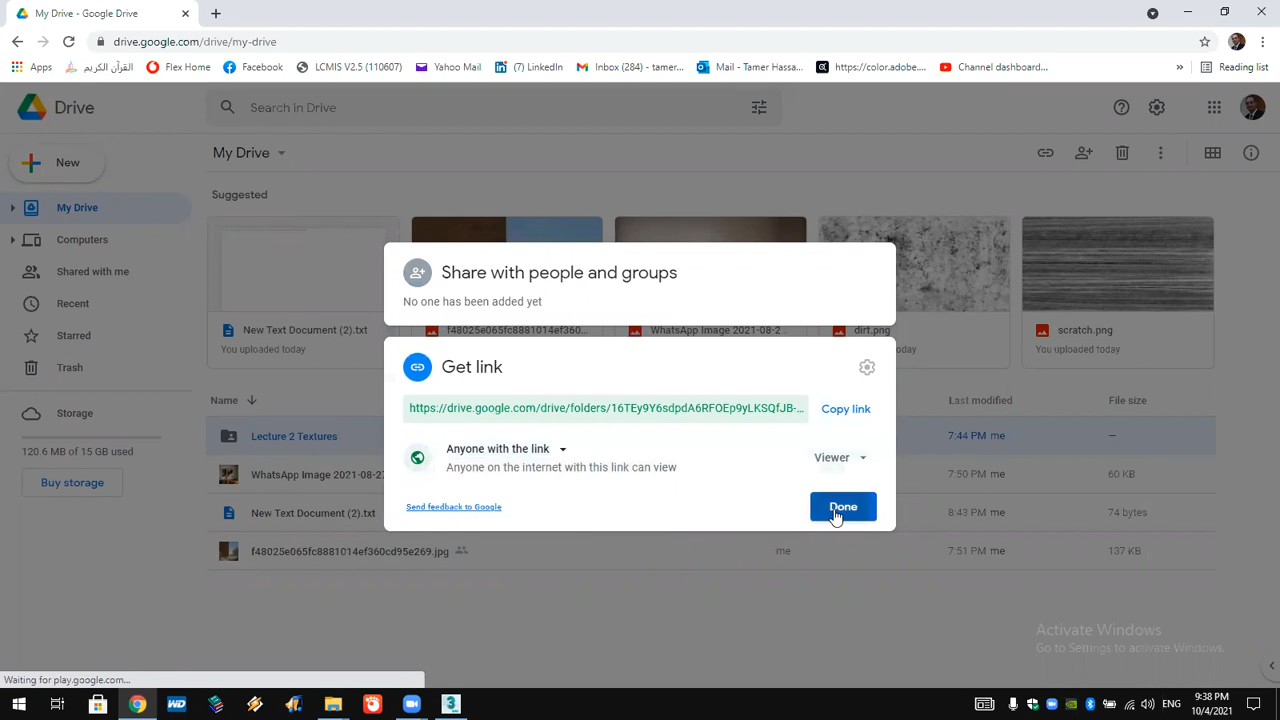 My Drive - Google Drive
drive.google.com/drive/my-drive
Apps القرآن الكريم Flex Home Facebook LCMIS V2.5 (110607) Yahoo Mail (7) LinkedIn Inbox (284) - tamer... Mail - Tamer Hassa... https://color.adobe.... Channel dashboard... » Reading list
Drive
Search in Drive
New
My Drive
Suggested
My Drive
Computers
Shared with me
Recent
Starred
Trash
Storage
120.6 MB of 15 GB used
Buy storage
New Text Document (2).txt
You uploaded today
f48025e065fc8881014ef360...
WhatsApp Image 2021-08-2...
dirt.png
scratch.png
You uploaded today
Share with people and groups
No one has been added yet
Get link
https://drive.google.com/drive/folders/16TEy9Y6sdpdA6RFOEp9yLKSQfJB-...
Copy link
Anyone with the link
Anyone on the internet with this link can view
Viewer
Send feedback to Google
Done
Name
Last modified
File size
Lecture 2 Textures
7:44 PM me
—
WhatsApp Image 2021-08-27
7:50 PM me
60 KB
New Text Document (2).txt
8:43 PM me
74 bytes
f48025e065fc8881014ef360cd95e269.jpg
me
7:51 PM me
137 KB
Activate Windows
Go to Settings to activate Windows.
Waiting for play.google.com...
WD
3
ENG
9:38 PM
10/4/2021